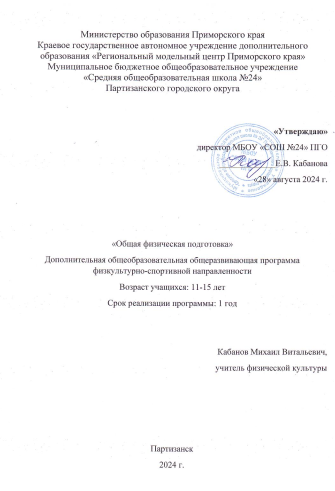 Министерство образования Приморского края
Краевое государственное автономное учреждение дополнительного
образования «Региональный модельный центр Приморского края»
Муниципальное бюджетное общеобразовательное учреждение
«Средняя общеобразовательная школа №24»
Партизанского городского округа
«Утверждаю»
директор МБОУ «СОШ №24» ПГО
Е.В. Кабанова
«28» августа 2024 г.
«Общая физическая подготовка»
Дополнительная общеобразовательная общеразвивающая программа
физкультурно-спортивной направленности
Возраст учащихся: 11-15 лет
Срок реализации программы: 1 год
Кабанов Михаил Витальевич,
учитель физической культуры
Партизанск
2024 г.